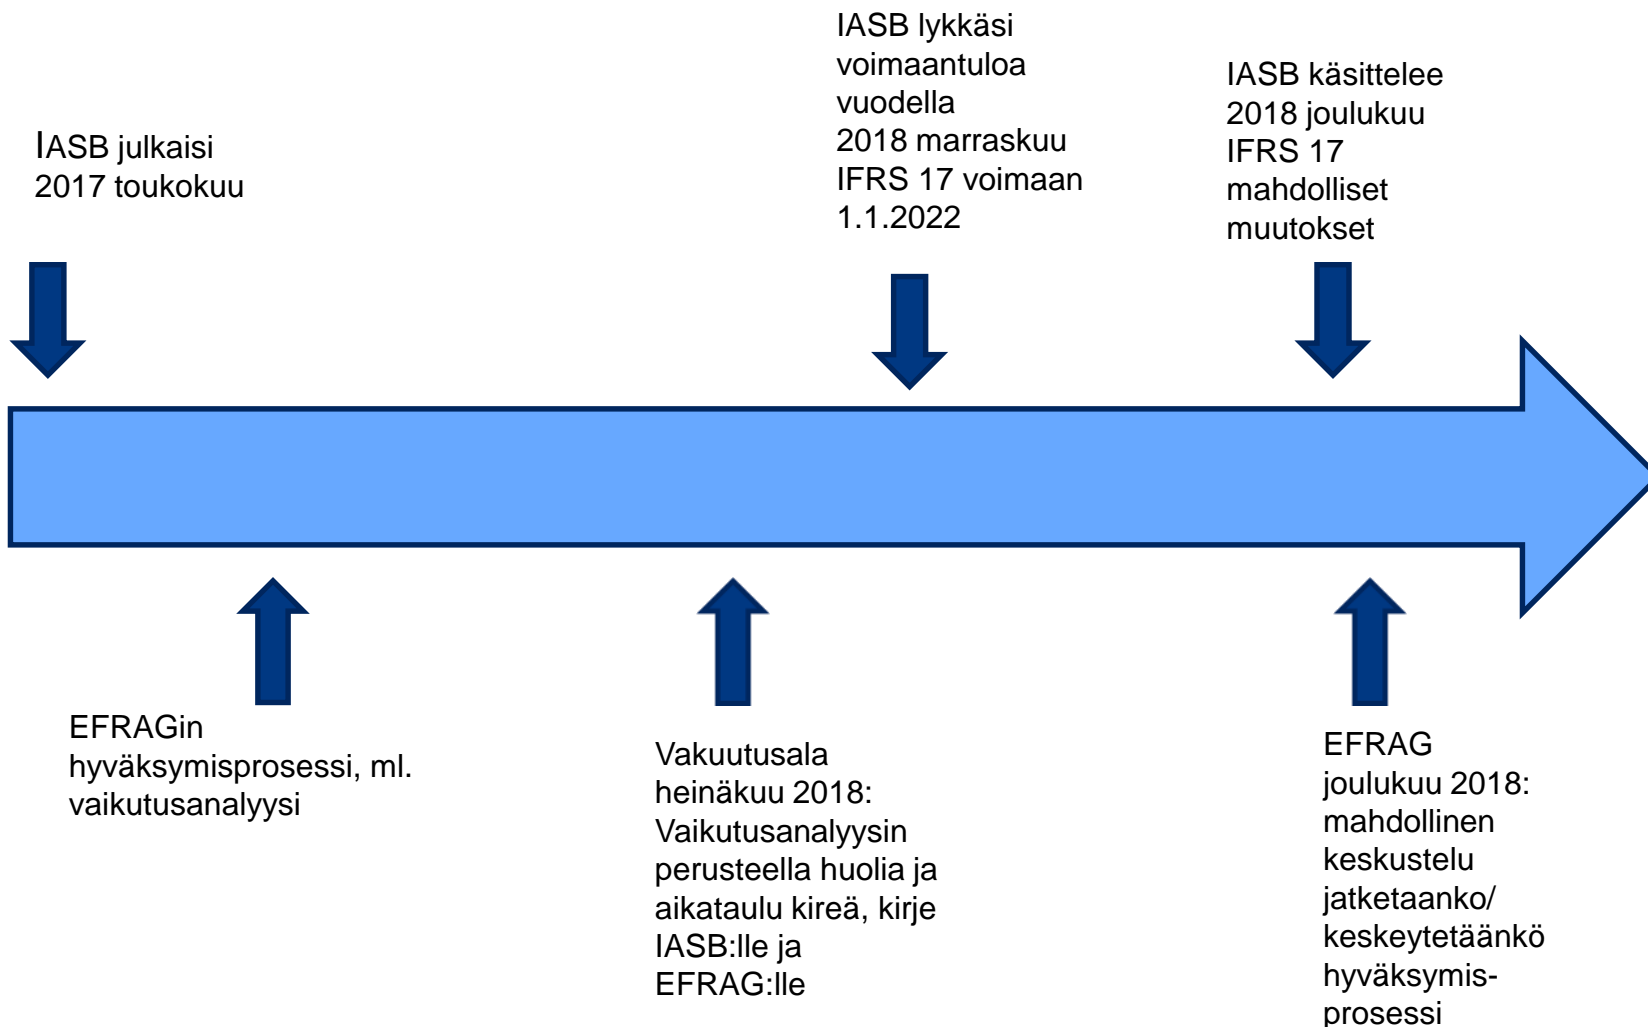 IASB julkaisi
2017 toukokuu
IASB lykkäsi
voimaantuloa
vuodella
2018 marraskuu
IFRS 17 voimaan
1.1.2022
IASB käsittelee
2018 joulukuu
IFRS 17
mahdolliset
muutokset
EFRAGin
hyväksymisprosessi, ml.
vaikutusanalyysi
Vakuutusala
heinäkuu 2018:
Vaikutusanalyysin
perusteella huolia ja
aikataulu kireä, kirje
IASB:lle ja
EFRAG:lle
EFRAG
joulukuu 2018:
mahdollinen
keskustelu
jatketaanko/
keskeytetäänkö
hyväksymis-
prosessi